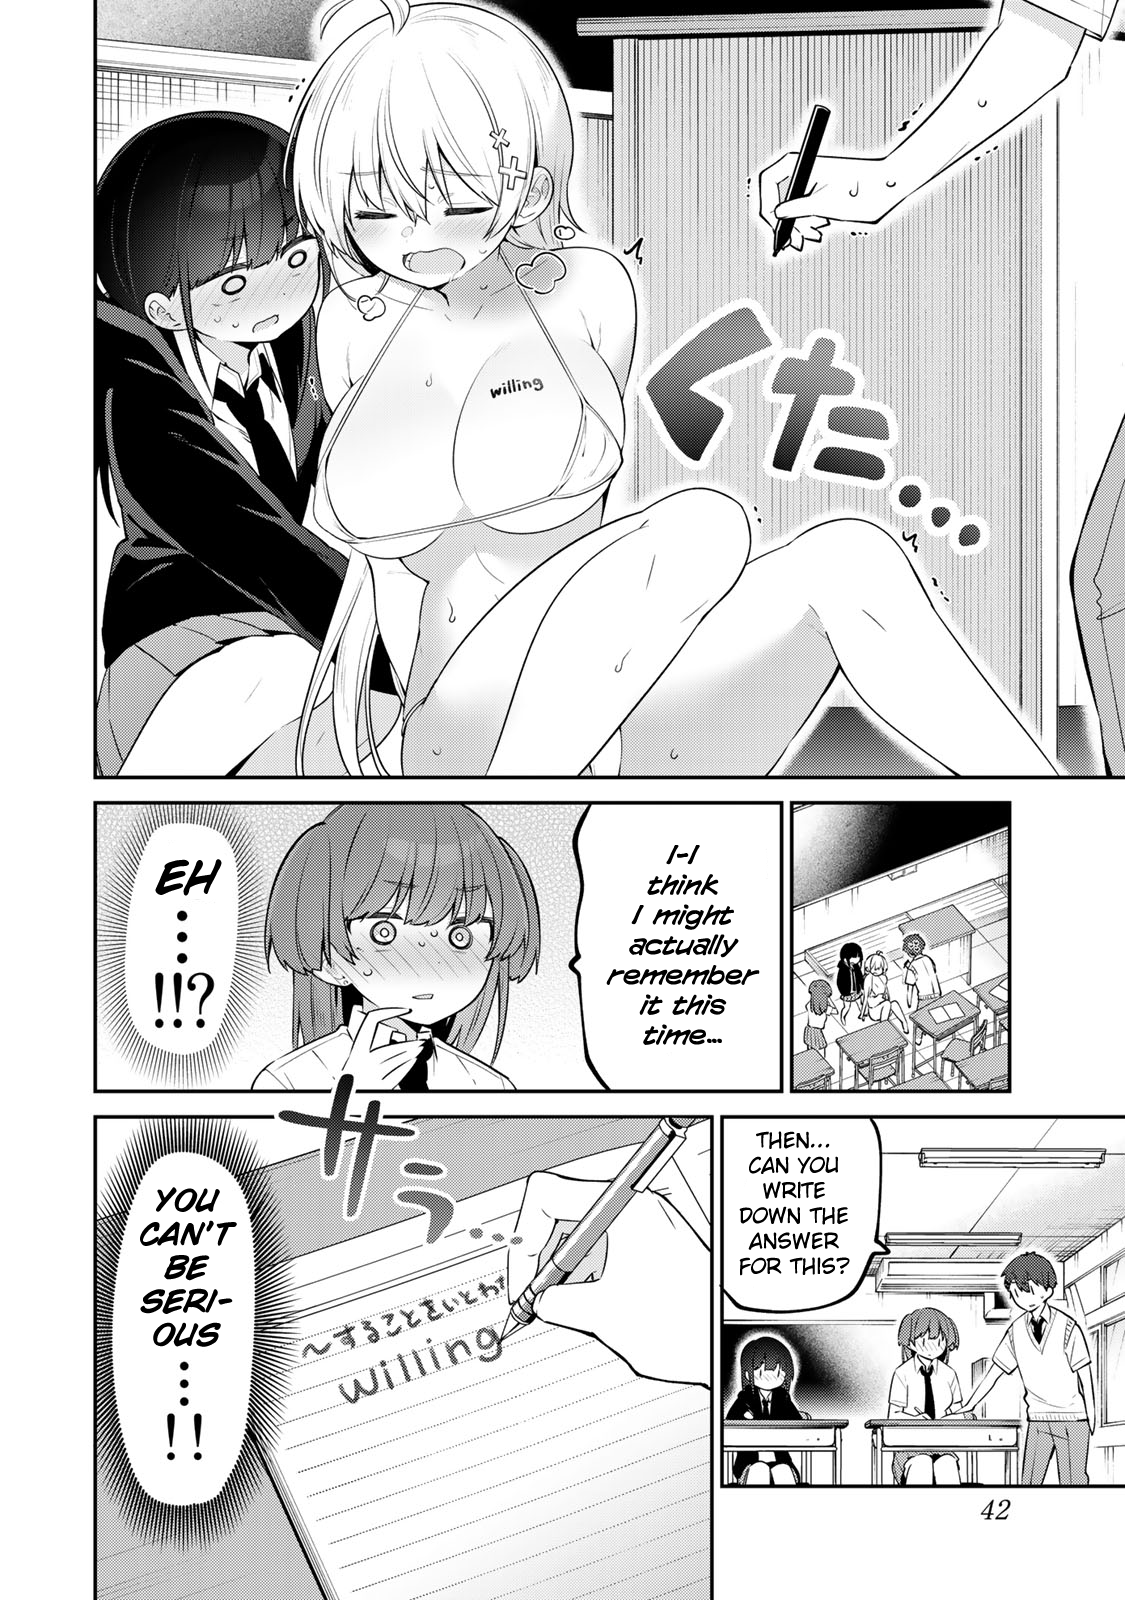 willing
くた…
I-I
think
I might
actually
remember
it this
time...
EH
...
!!?
THEN...
CAN YOU
WRITE
DOWN THE
ANSWER
FOR THIS?
サラ…
~することをいとわな
willing
YOU
CAN'T
BE
SERI-
OUS
...
!!
42